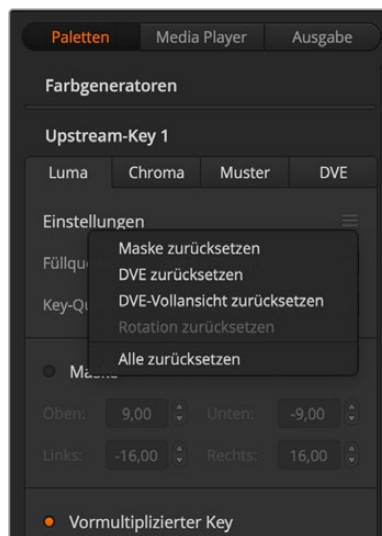 Paletten Media Player Ausgabe
Farbgeneratoren
Upstream-Key 1
Luma Chroma Muster DVE
Einstellungen
Maske zurücksetzen
DVE zurücksetzen
DVE-Vollansicht zurücksetzen
Rotation zurücksetzen
Alle zurücksetzen
Oben: 9,00 Unten: -9,00
Links: -16,00 Rechts: 16,00
Vormultiplizierter Key